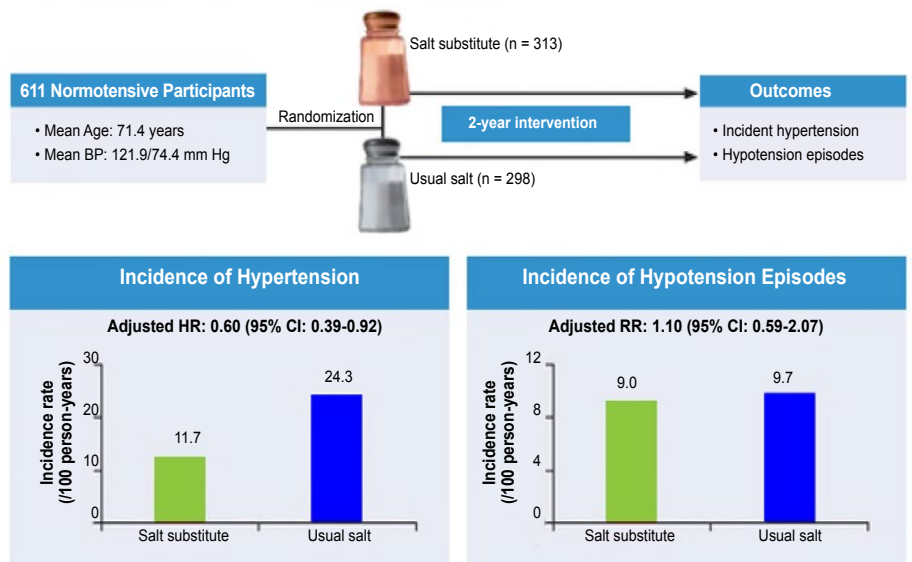 Salt substitute (n = 313)
611 Normotensive Participants
• Mean Age: 71.4 years
• Mean BP: 121.9/74.4 mm Hg
Randomization
2-year intervention
Outcomes
• Incident hypertension
• Hypotension episodes
Usual salt (n = 298)
Incidence of Hypertension
Adjusted HR: 0.60 (95% CI: 0.39-0.92)
Incidence rate
(/100 person-years)
30
20
10
0
11.7
24.3
Salt substitute
Usual salt
Incidence of Hypotension Episodes
Adjusted RR: 1.10 (95% CI: 0.59-2.07)
Incidence rate
(/100 person-years)
12
8
4
0
9.0
9.7
Salt substitute
Usual salt